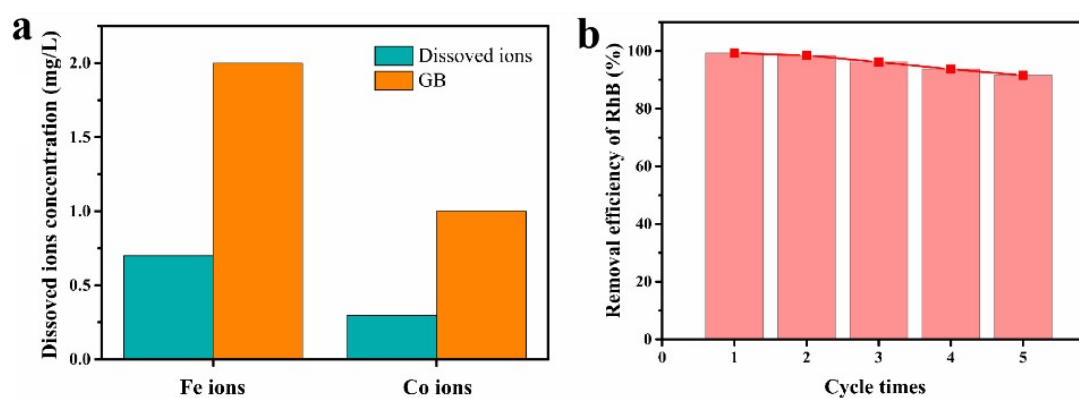 a
Dissoved ions concentration (mg/L)
2.0
1.5
1.0
0.5
0.0
Dissoved ions
GB
Fe ions
Co ions
b
Removal efficiency of RhB (%)
100
80
60
40
20
0
0
1
2
3
4
5
Cycle times